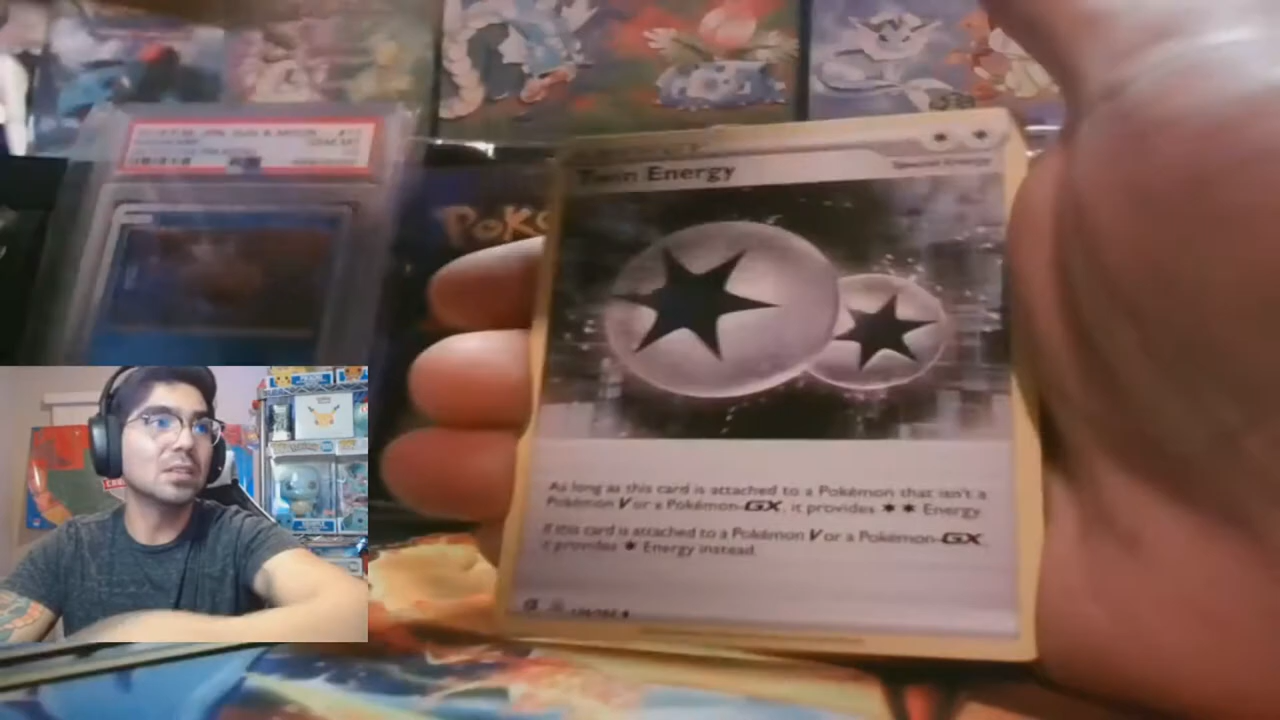 Twin Energy
Special Energy
POKé
As long as this card is attached to a Pokémon that isn't a
Pokémon V or a Pokémon-GX, it provides Energy
If this card is attached to a Pokémon V or a Pokémon-GX,
it provides Energy instead.